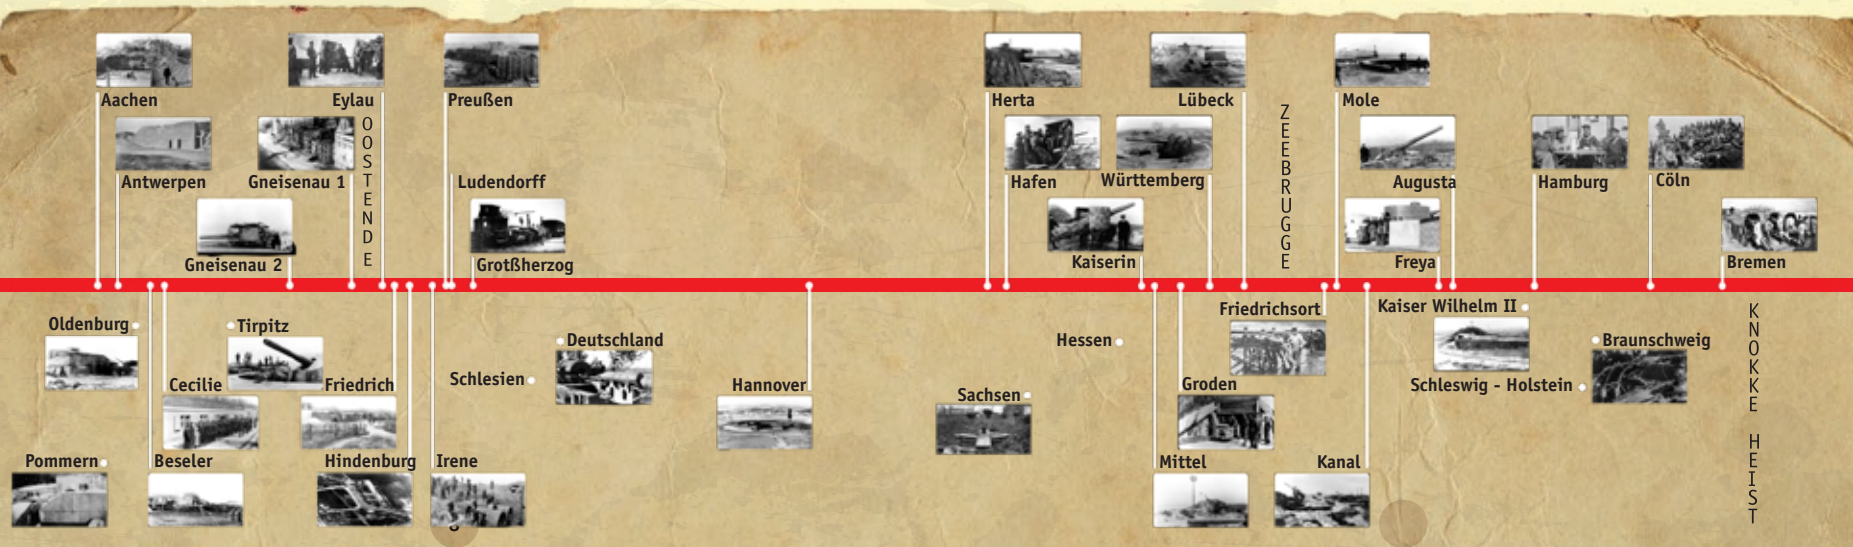 Aachen
Eylau
Preußen
Herta
Lübeck
Mole
Antwerpen
Gneisenau 1
OOSTENDE
Ludendorff
Hafen
Württemberg
ZEEBRUGGE
Augusta
Hamburg
Cöln
Gneisenau 2
Grotßherzog
Kaiserin
Freya
Bremen
Oldenburg
Tirpitz
Deutschland
Hessen
Friedrichsort
Kaiser Wilhelm II
Braunschweig
KNOKKE HEIST
Cecilie
Friedrich
Schlesien
Hannover
Sachsen
Groden
Schleswig - Holstein
Pommern
Beseler
Hindenburg
Irene
Mittel
Kanal